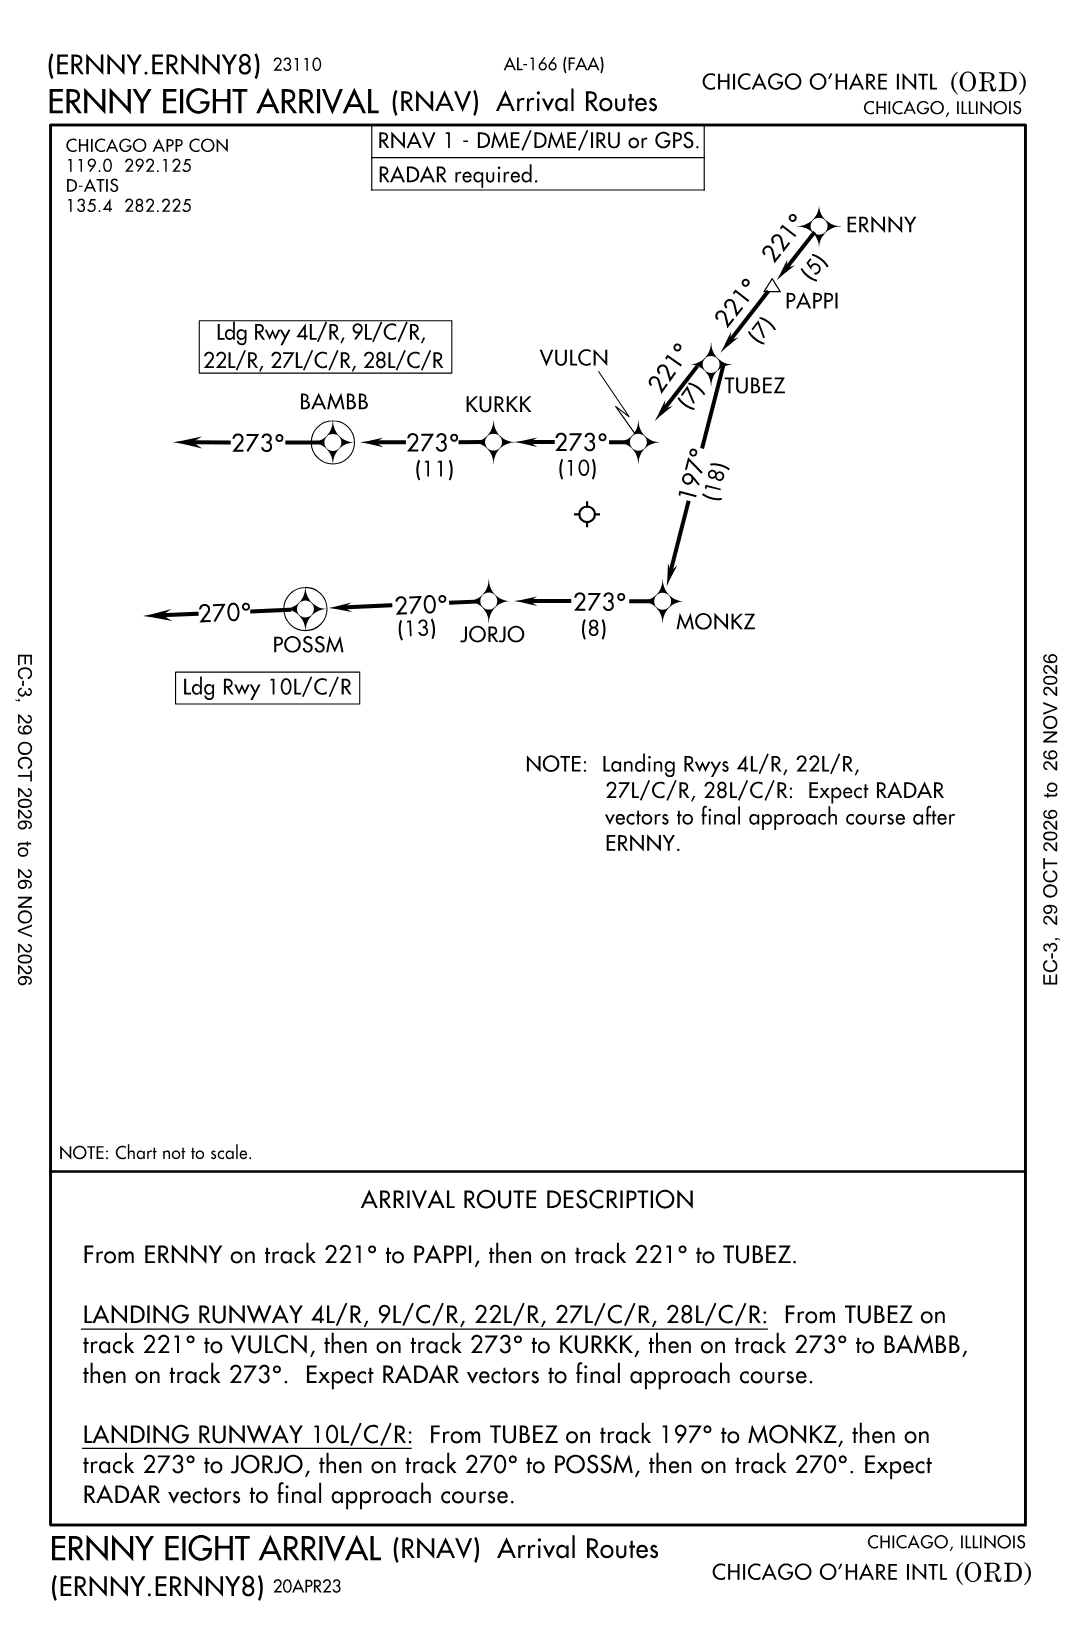 (ERNNY.ERNNY8) 23110
AL-166 (FAA)
CHICAGO O'HARE INTL (ORD)
ERNNY EIGHT ARRIVAL (RNAV) Arrival Routes
CHICAGO, ILLINOIS
CHICAGO APP CON
119.0 292.125
D-ATIS
135.4 282.225
RNAV 1 - DME/DME/IRU or GPS.
RADAR required.
ERNNY
221°
(5)
PAPPI
221°
(7)
TUBEZ
221°
(7)
VULCN
Ldg Rwy 4L/R, 9L/C/R,
22L/R, 27L/C/R, 28L/C/R
BAMBB
KURKK
273°
273°
(11)
273°
(10)
197°
(18)
270°
POSSM
270°
(13)
JORJO
273°
(8)
MONKZ
Ldg Rwy 10L/C/R
NOTE: Landing Rwys 4L/R, 22L/R,
27L/C/R, 28L/C/R: Expect RADAR
vectors to final approach course after
ERNNY.
EC-3, 29 OCT 2026 to 26 NOV 2026
EC-3, 29 OCT 2026 to 26 NOV 2026
NOTE: Chart not to scale.
ARRIVAL ROUTE DESCRIPTION
From ERNNY on track 221° to PAPPI, then on track 221° to TUBEZ.
LANDING RUNWAY 4L/R, 9L/C/R, 22L/R, 27L/C/R, 28L/C/R: From TUBEZ on
track 221° to VULCN, then on track 273° to KURKK, then on track 273° to BAMBB,
then on track 273°. Expect RADAR vectors to final approach course.
LANDING RUNWAY 10L/C/R: From TUBEZ on track 197° to MONKZ, then on
track 273° to JORJO, then on track 270° to POSSM, then on track 270°. Expect
RADAR vectors to final approach course.
ERNNY EIGHT ARRIVAL (RNAV) Arrival Routes
CHICAGO, ILLINOIS
CHICAGO O'HARE INTL (ORD)
(ERNNY.ERNNY8) 20APR23